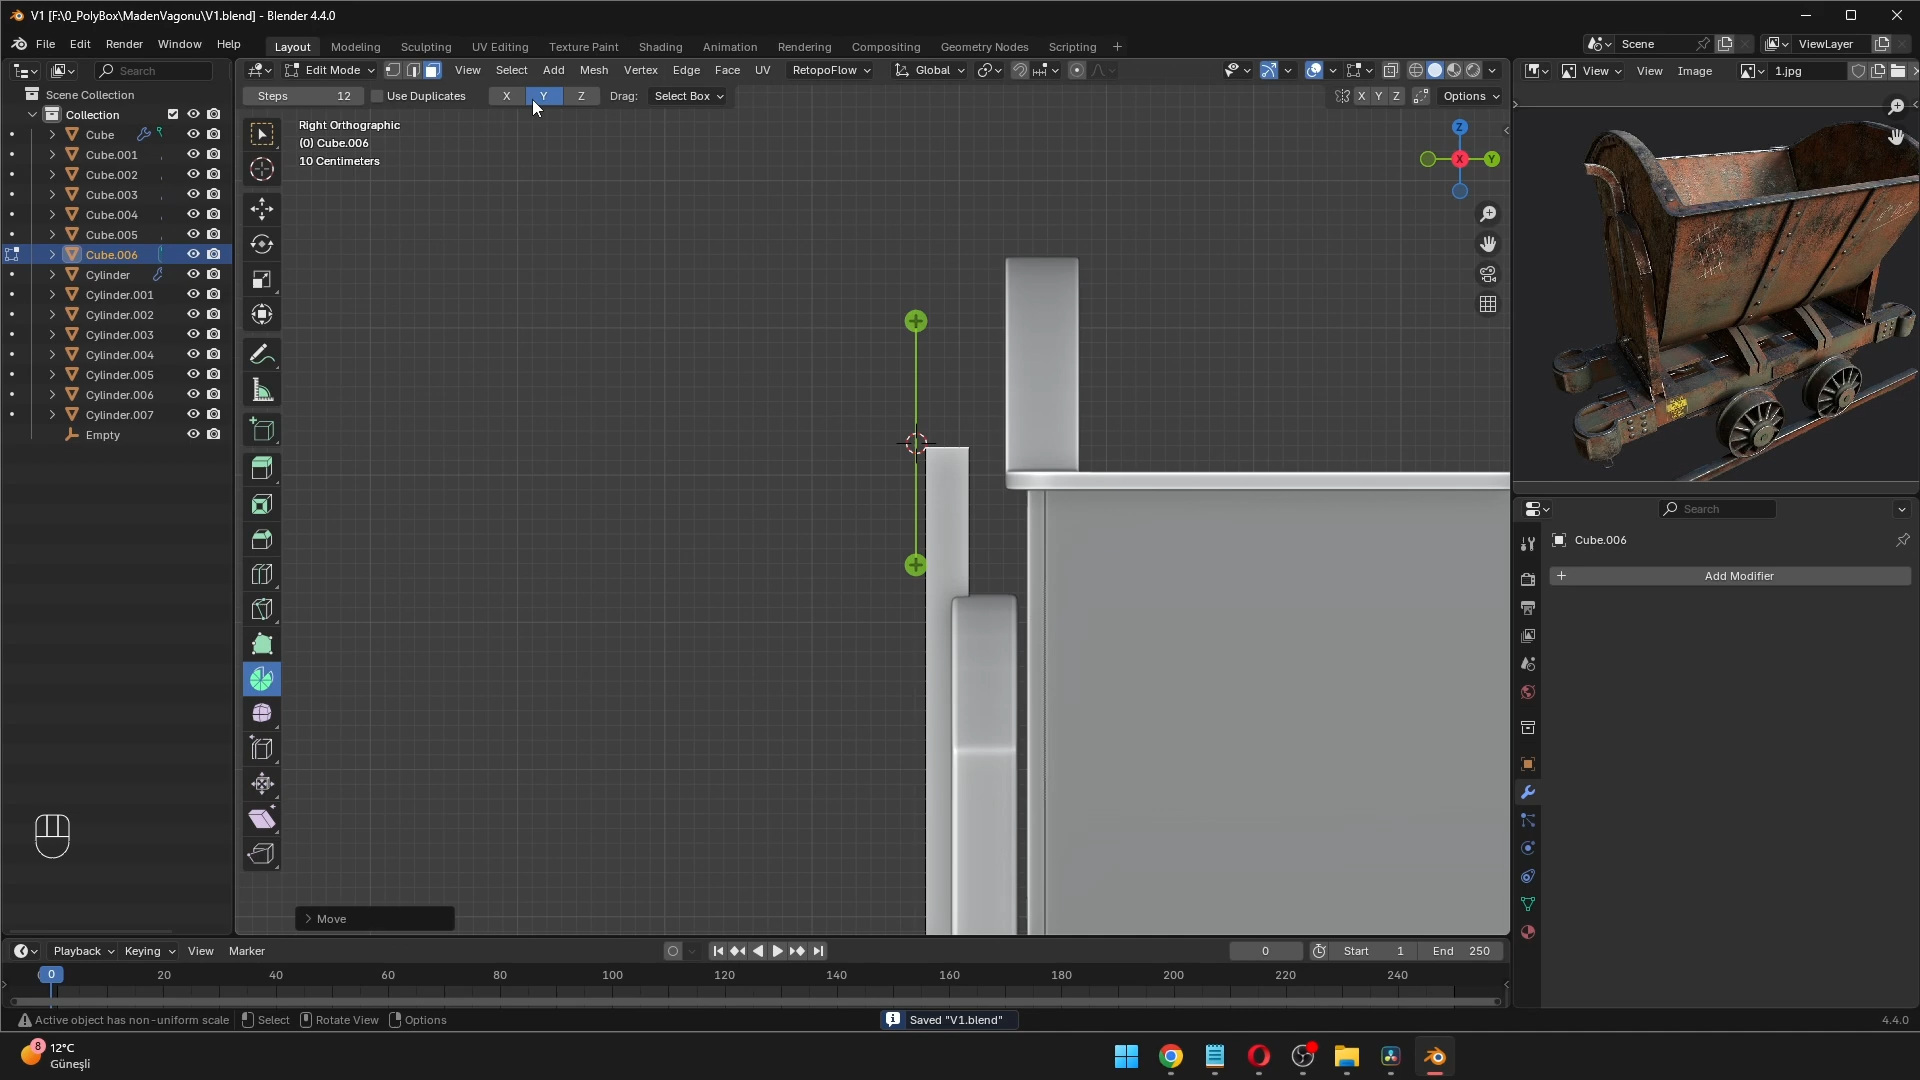 V1 [F:\0_PolyBox\MadenVagonu\V1.blend] - Blender 4.4.0
File Edit Render Window Help
Layout Modeling Sculpting UV Editing Texture Paint Shading Animation Rendering Compositing Geometry Nodes Scripting +
Scene ViewLayer
Search
Edit Mode View Select Add Mesh Vertex Edge Face UV RetopoFlow Global
View View Image 1.jpg
Steps 12 Use Duplicates X Y Z Drag: Select Box
X Y Z Options
Scene Collection
Collection
Cube
Cube.001
Cube.002
Cube.003
Cube.004
Cube.005
Cube.006
Cylinder
Cylinder.001
Cylinder.002
Cylinder.003
Cylinder.004
Cylinder.005
Cylinder.006
Cylinder.007
Empty
Right Orthographic
(0) Cube.006
10 Centimeters
Z
X
Y
Search
Cube.006
Add Modifier
Move
Playback Keying View Marker
0 Start 1 End 250
0 20 40 60 80 100 120 140 160 180 200 220 240
Active object has non-uniform scale Select Rotate View Options
Saved "V1.blend"
4.4.0
8
12°C
Güneşli